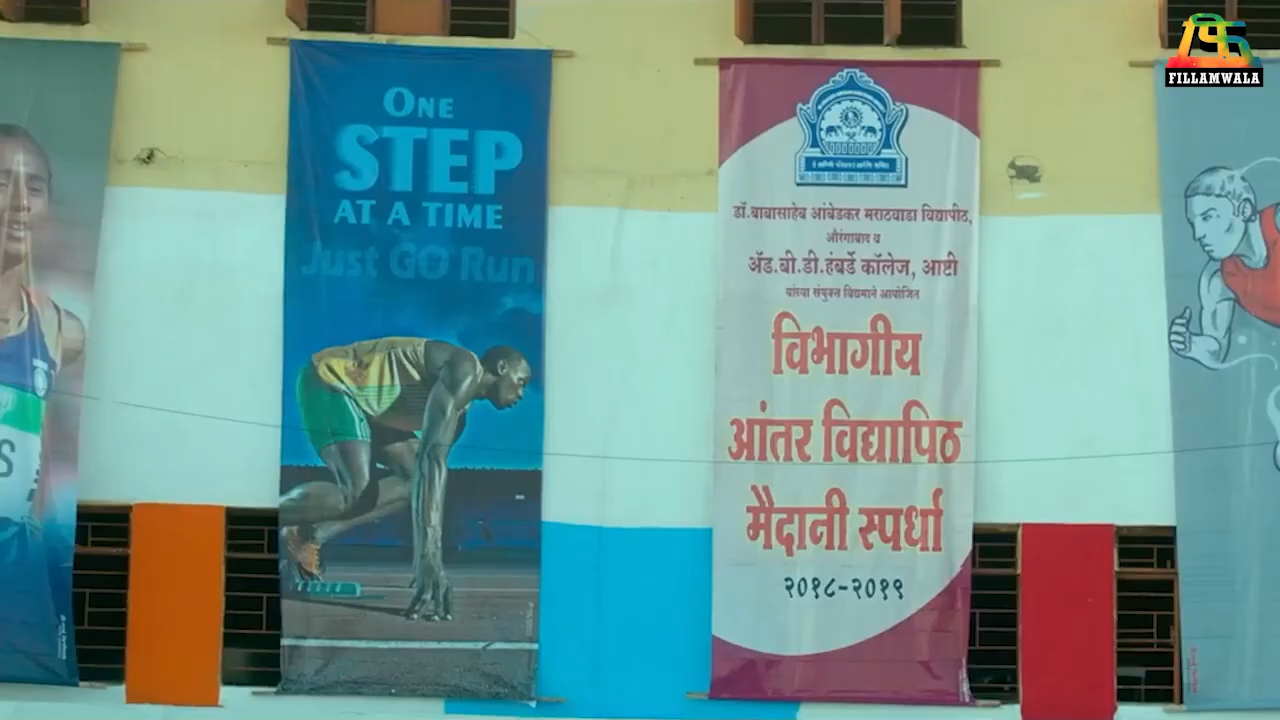 FILLAMWALA
ONE
STEP
AT A TIME
Just GO Run
डॉ.बाबासाहेब आंबेडकर मराठवाडा विद्यापीठ,
औरंगाबाद व
ॲड.बी.डी.हंबर्डे कॉलेज, आष्टी
यांच्या संयुक्त विद्यमाने आयोजित
विभागीय
आंतर विद्यापिठ
मैदानी स्पर्धा
२०१८-२०१९
S